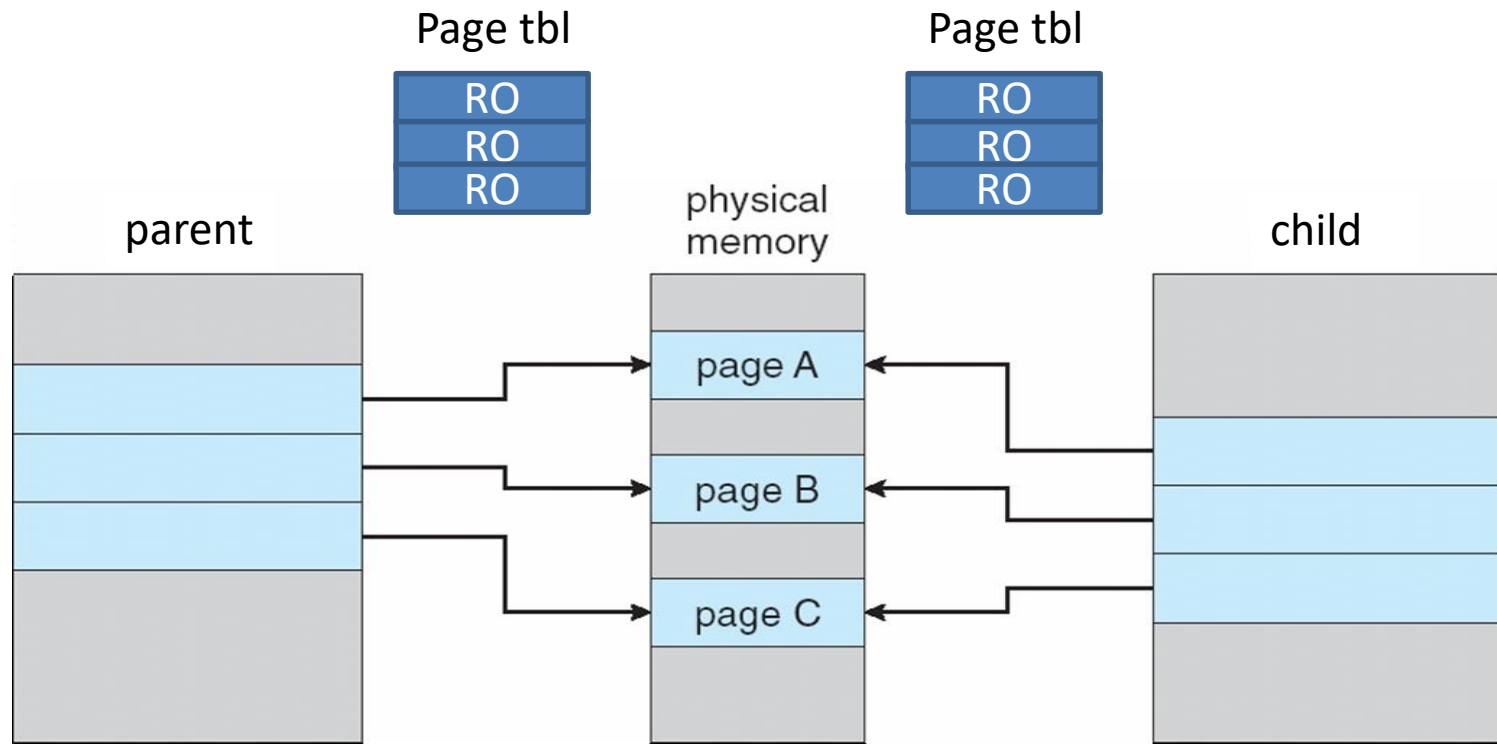 Page tbl
Page tbl
RO
RO
RO
RO
RO
RO
parent
physical
memory
child
page A
page B
page C